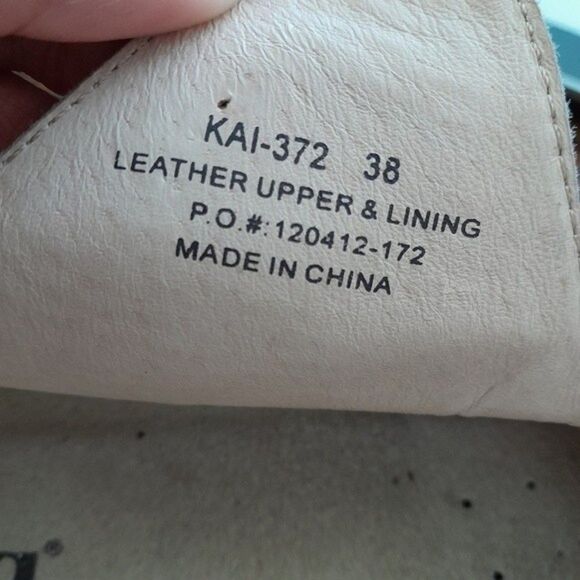 KAI-372 38
LEATHER UPPER & LINING
P.O.#:120412-172
MADE IN CHINA